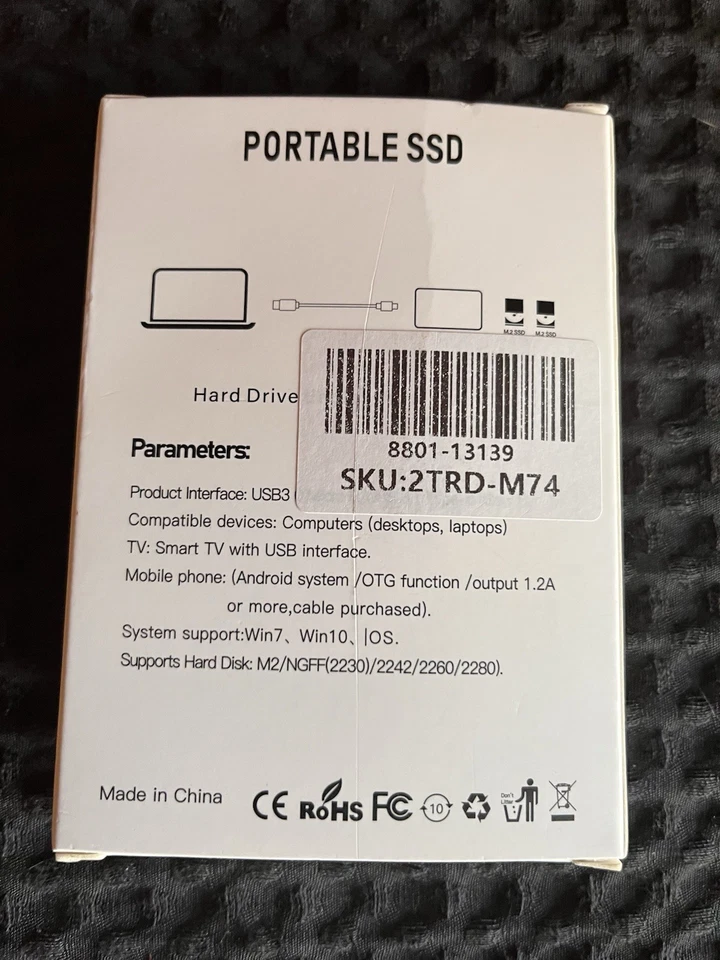 PORTABLE SSD
M.2 SSD M.2 SSD
Hard Drive
8801-13139
SKU:2TRD-M74
Parameters:
Product Interface: USB3
Compatible devices: Computers (desktops, laptops)
TV: Smart TV with USB interface.
Mobile phone: (Android system /OTG function /output 1.2A
or more,cable purchased).
System support:Win7、Win10、|OS.
Supports Hard Disk: M2/NGFF(2230)/2242/2260/2280).
Made in China
CE RoHS FC 10 Don't Litter